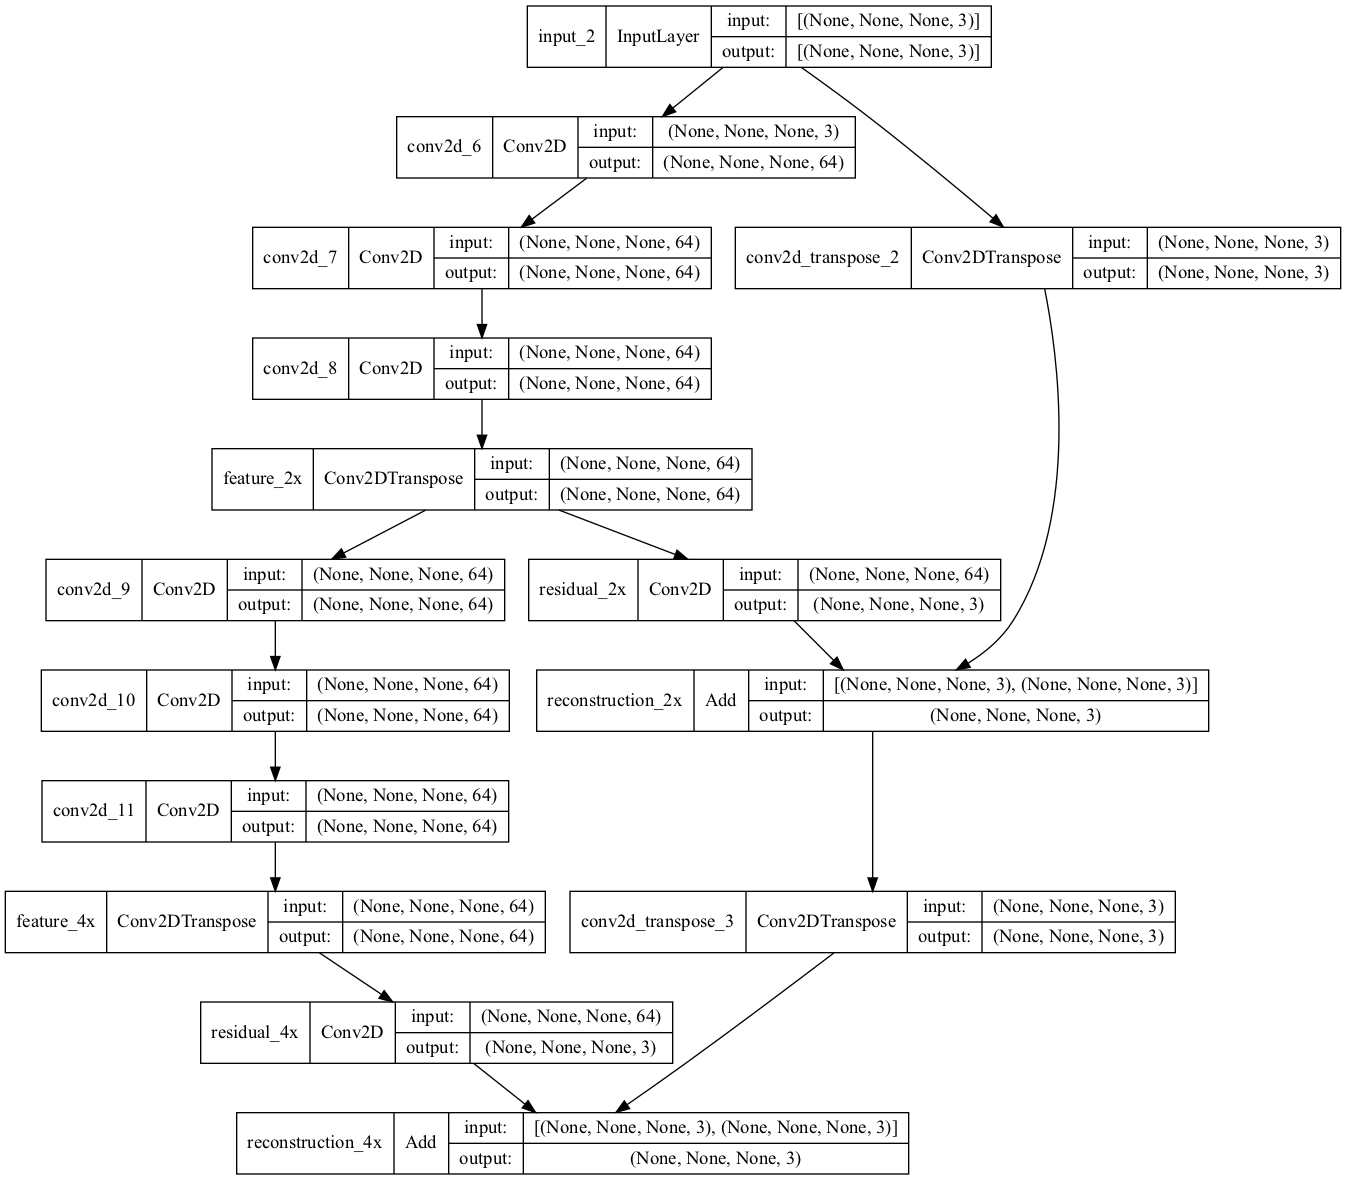 input_2 InputLayer input: [(None, None, None, 3)]
output: [(None, None, None, 3)]
conv2d_6 Conv2D input: (None, None, None, 3)
output: (None, None, None, 64)
conv2d_7 Conv2D input: (None, None, None, 64)
output: (None, None, None, 64)
conv2d_transpose_2 Conv2DTranspose input: (None, None, None, 3)
output: (None, None, None, 3)
conv2d_8 Conv2D input: (None, None, None, 64)
output: (None, None, None, 64)
feature_2x Conv2DTranspose input: (None, None, None, 64)
output: (None, None, None, 64)
conv2d_9 Conv2D input: (None, None, None, 64)
output: (None, None, None, 64)
residual_2x Conv2D input: (None, None, None, 64)
output: (None, None, None, 3)
conv2d_10 Conv2D input: (None, None, None, 64)
output: (None, None, None, 64)
reconstruction_2x Add input: [(None, None, None, 3), (None, None, None, 3)]
output: (None, None, None, 3)
conv2d_11 Conv2D input: (None, None, None, 64)
output: (None, None, None, 64)
feature_4x Conv2DTranspose input: (None, None, None, 64)
output: (None, None, None, 64)
conv2d_transpose_3 Conv2DTranspose input: (None, None, None, 3)
output: (None, None, None, 3)
residual_4x Conv2D input: (None, None, None, 64)
output: (None, None, None, 3)
reconstruction_4x Add input: [(None, None, None, 3), (None, None, None, 3)]
output: (None, None, None, 3)